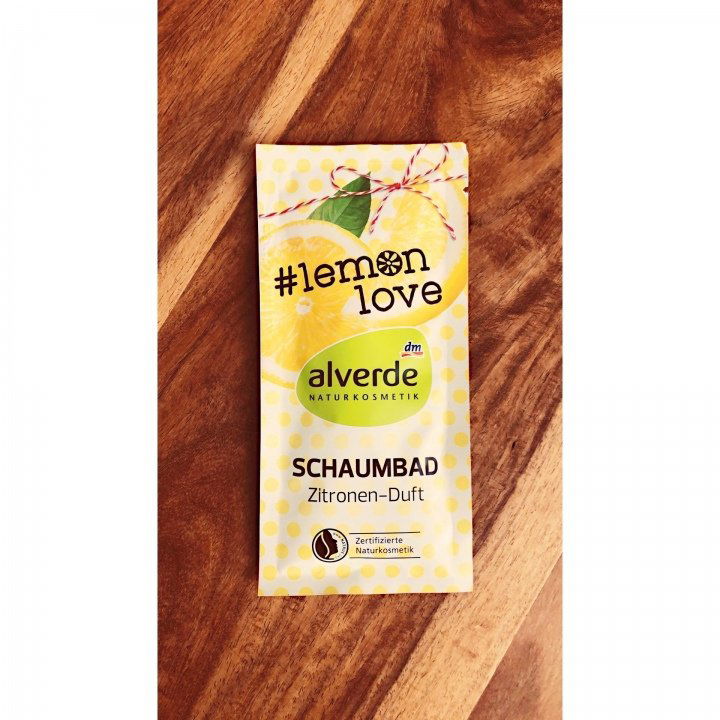 #lemon
love
dm
alverde
NATURKOSMETIK
SCHAUMBAD
Zitronen-Duft
Zertifizierte
Naturkosmetik